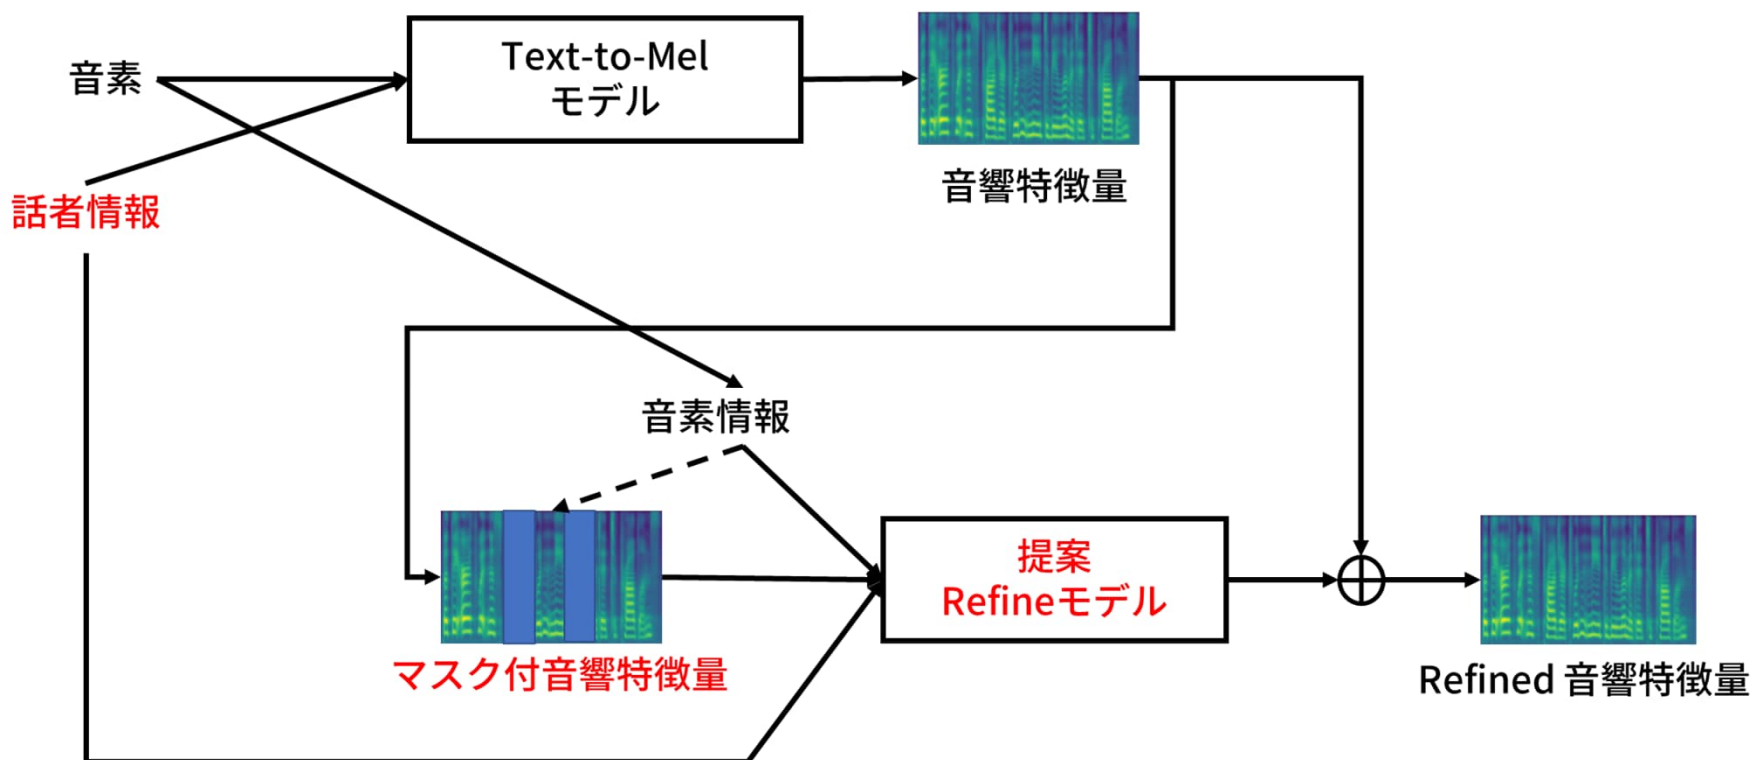 音素
Text-to-Mel
モデル
音響特徴量
話者情報
音素情報
提案
Refineモデル
マスク付音響特徴量
Refined 音響特徴量